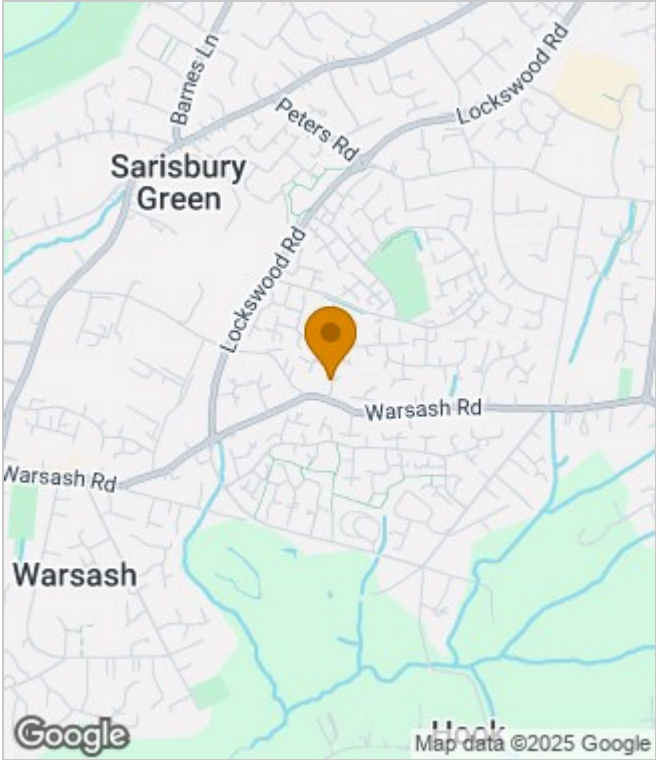 Barnes Ln
Lockswood Rd
Peters Rd
Sarisbury
Green
Lockswood Rd
Warsash Rd
Warsash Rd
Warsash
Hook
Google
Map data ©2025 Google